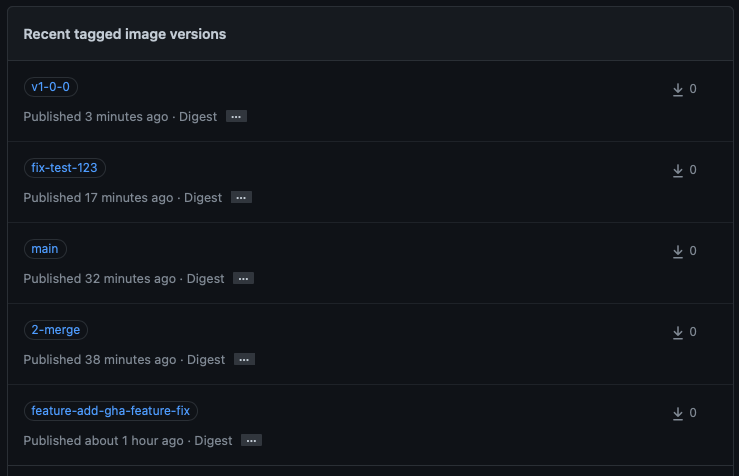 Recent tagged image versions
v1-0-0
0
Published 3 minutes ago · Digest ...
fix-test-123
0
Published 17 minutes ago · Digest ...
main
0
Published 32 minutes ago · Digest ...
2-merge
0
Published 38 minutes ago · Digest ...
feature-add-gha-feature-fix
0
Published about 1 hour ago · Digest ...